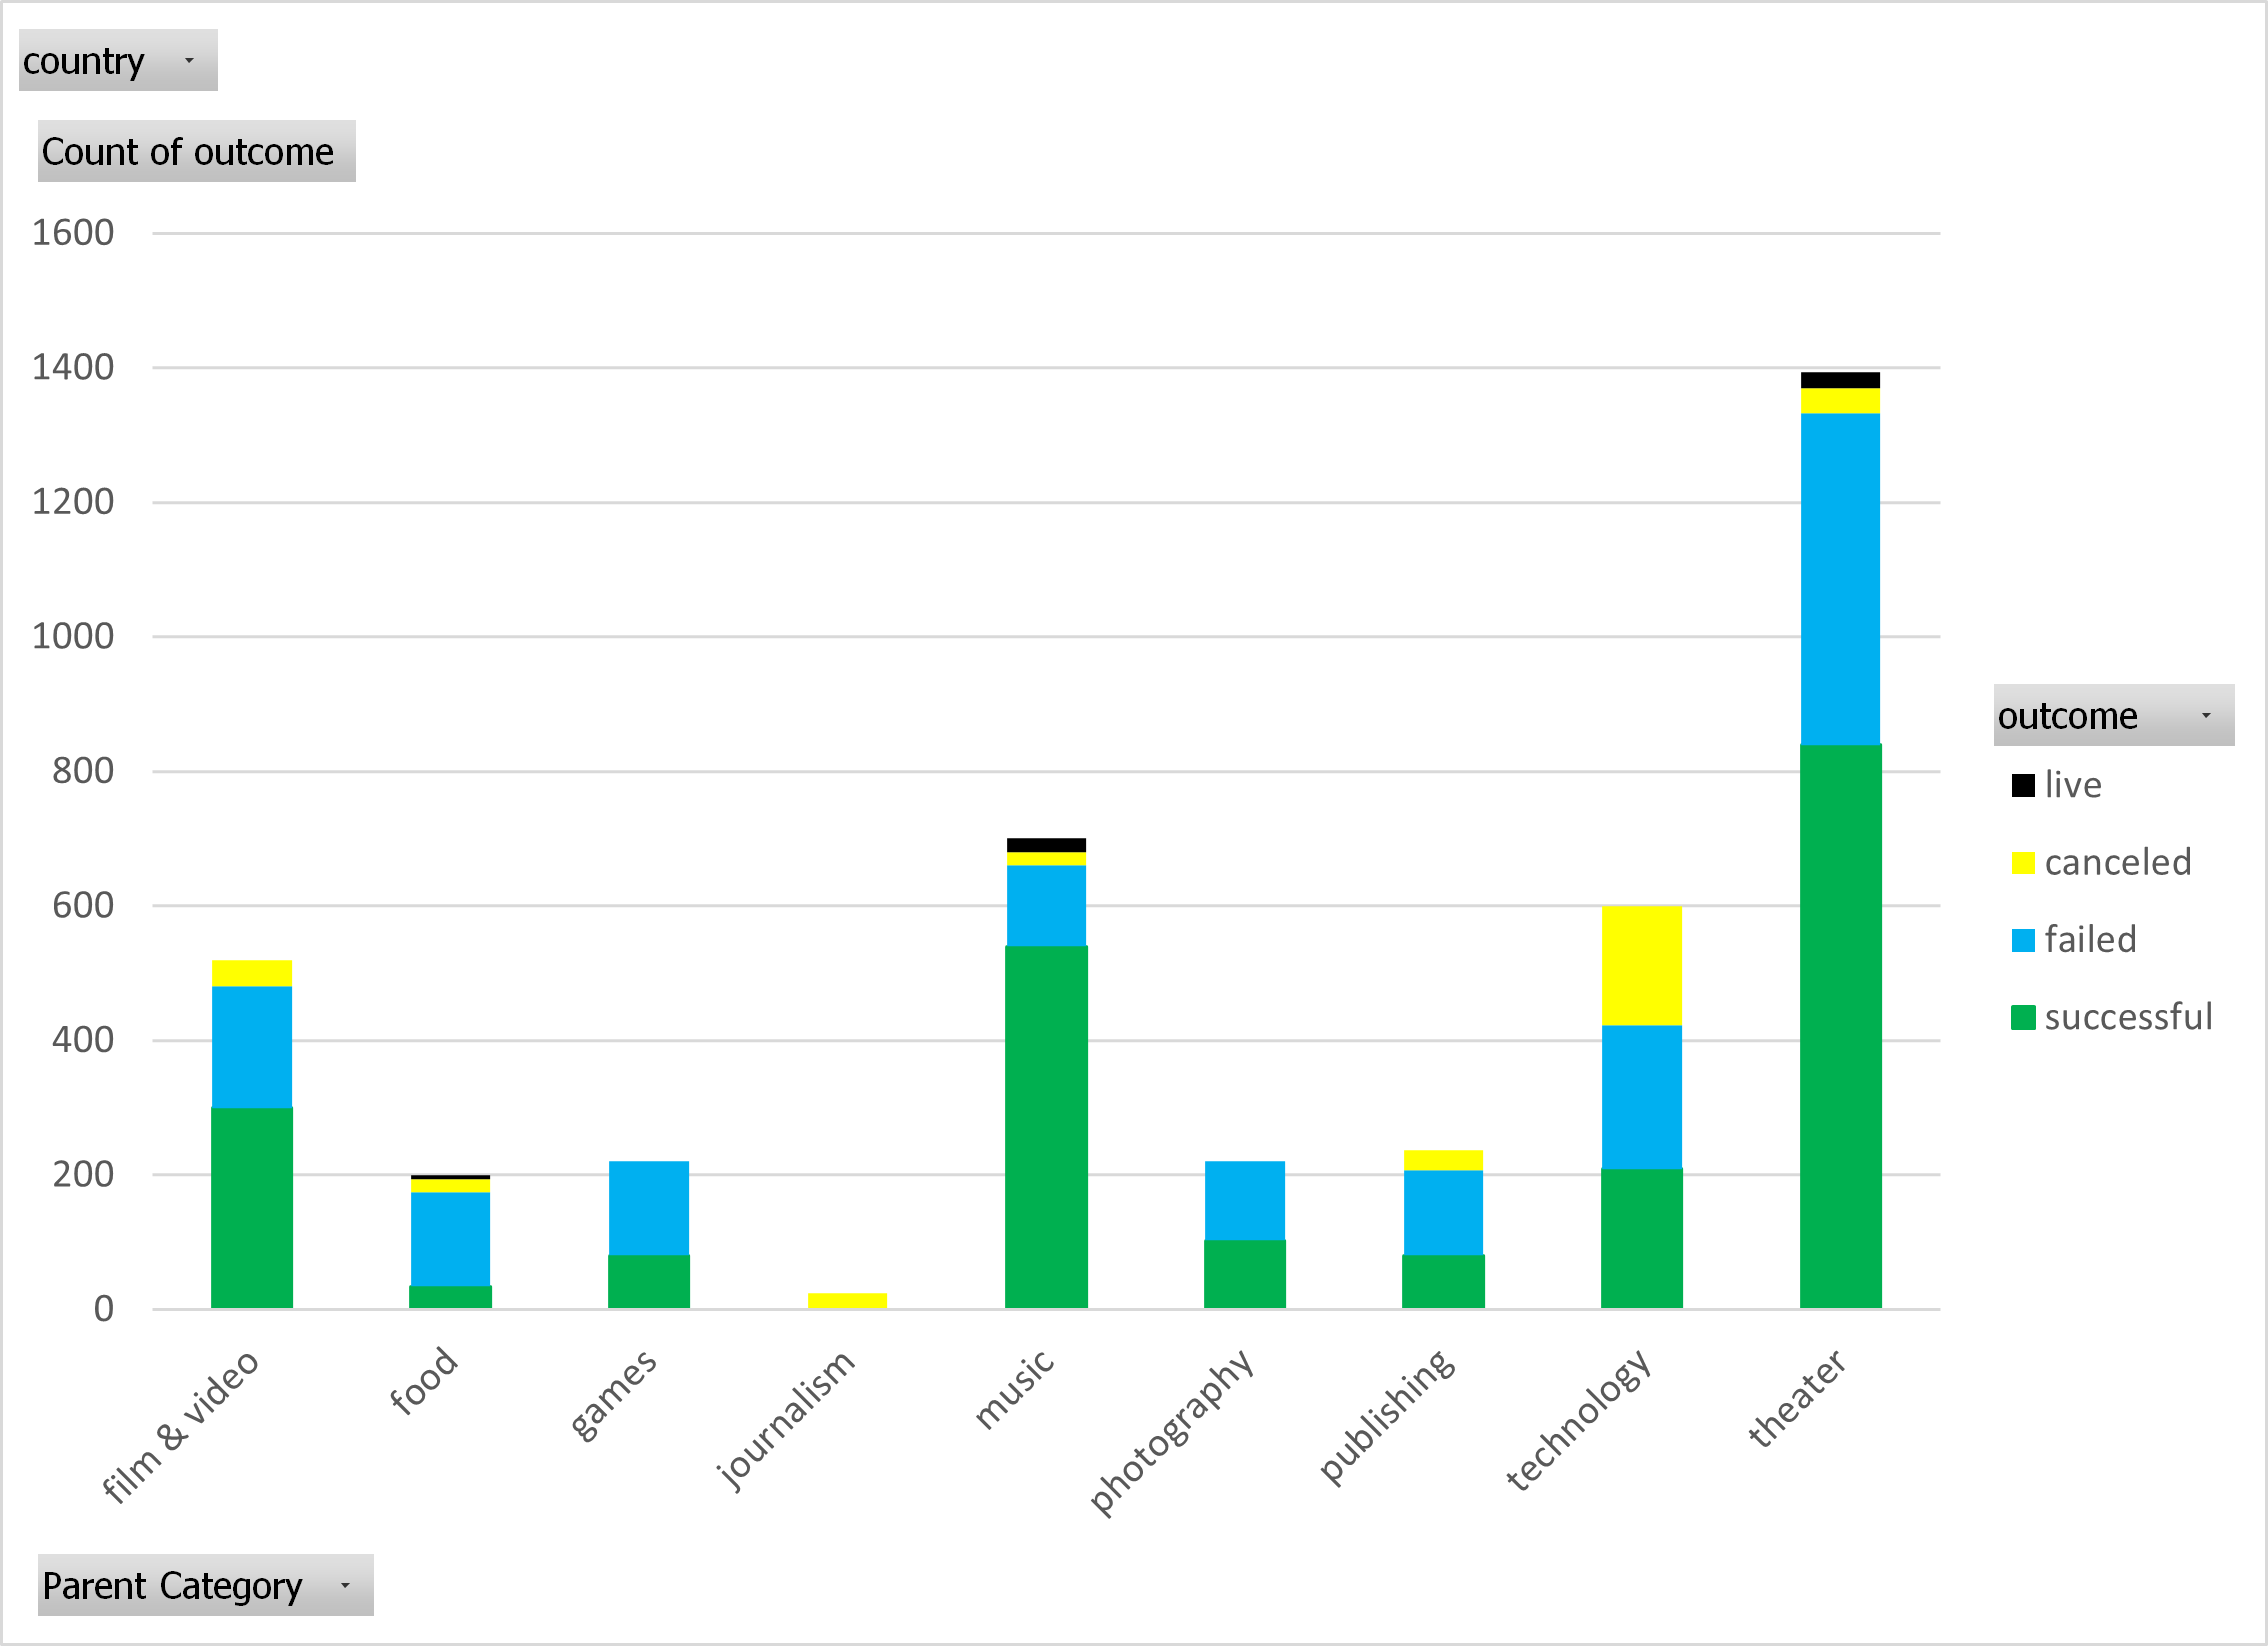 country
Count of outcome
1600
1400
1200
1000
800
600
400
200
0
film & video
food
games
journalism
music
photography
publishing
technology
theater
outcome
live
canceled
failed
successful
Parent Category